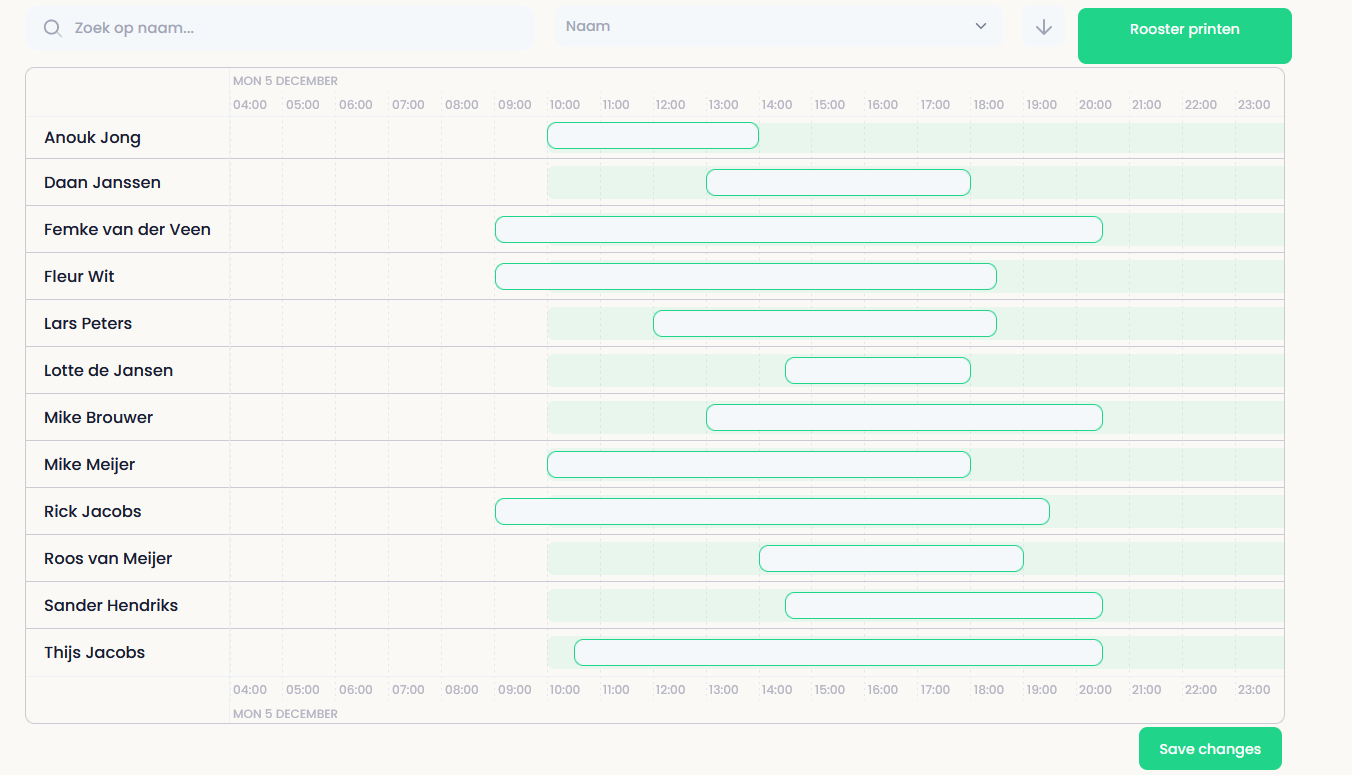 Zoek op naam...
Naam
Rooster printen
MON 5 DECEMBER
04:00 05:00 06:00 07:00 08:00 09:00 10:00 11:00 12:00 13:00 14:00 15:00 16:00 17:00 18:00 19:00 20:00 21:00 22:00 23:00
Anouk Jong
Daan Janssen
Femke van der Veen
Fleur Wit
Lars Peters
Lotte de Jansen
Mike Brouwer
Mike Meijer
Rick Jacobs
Roos van Meijer
Sander Hendriks
Thijs Jacobs
04:00 05:00 06:00 07:00 08:00 09:00 10:00 11:00 12:00 13:00 14:00 15:00 16:00 17:00 18:00 19:00 20:00 21:00 22:00 23:00
MON 5 DECEMBER
Save changes